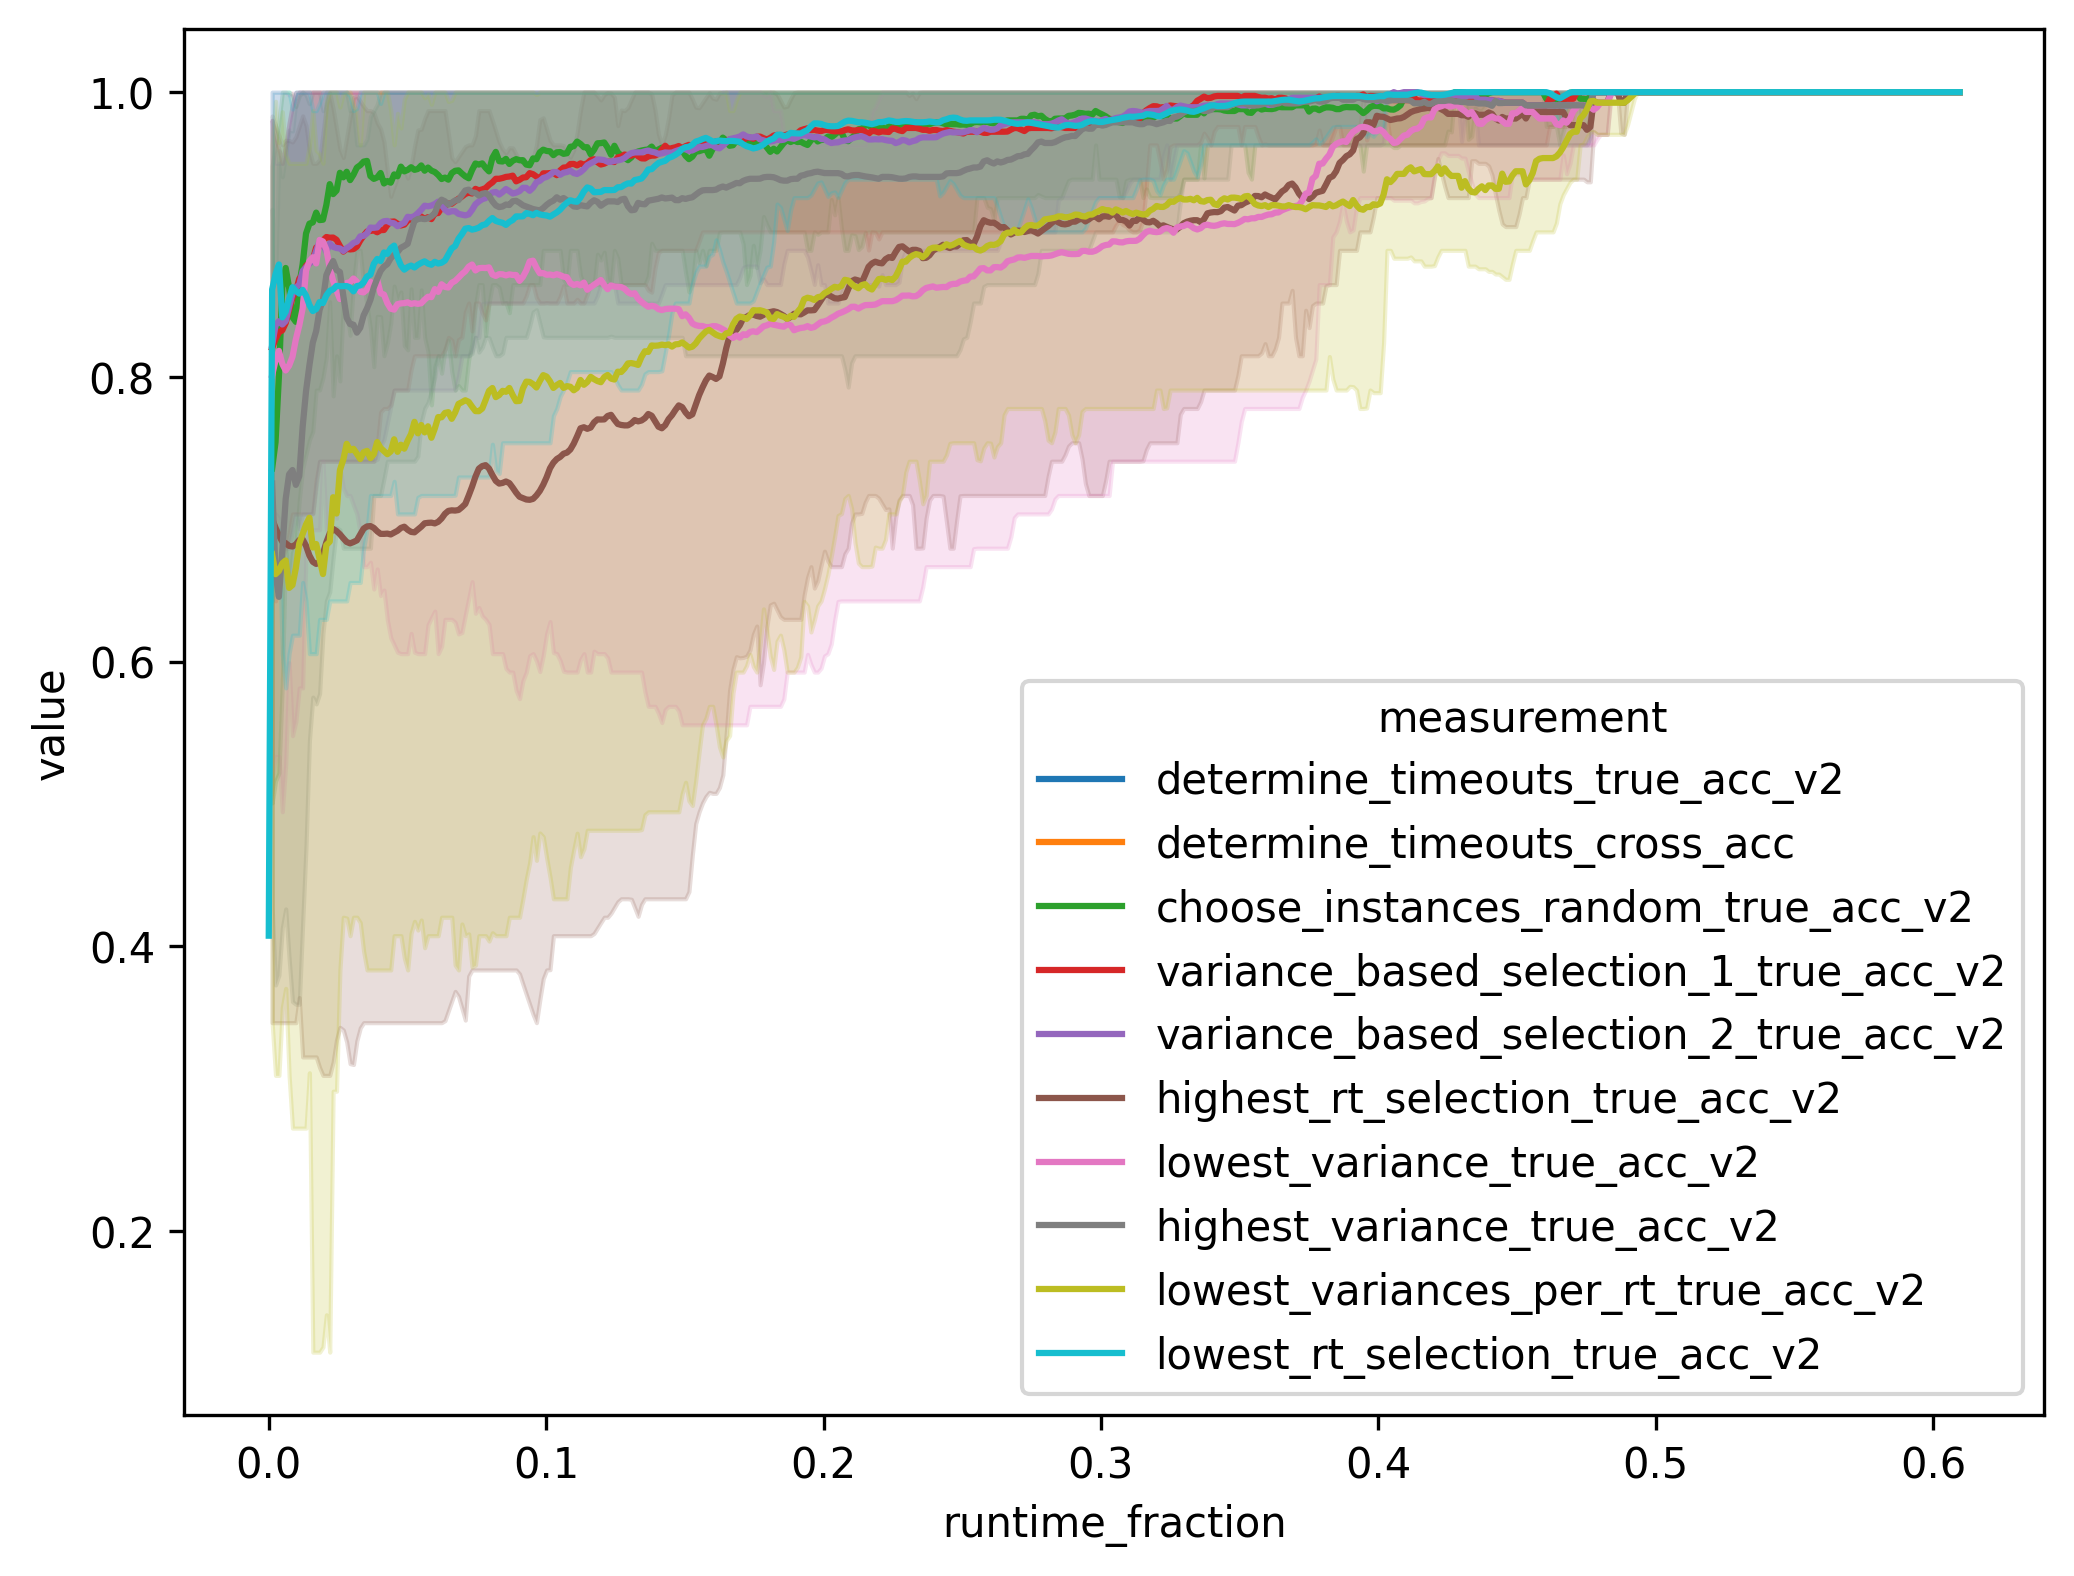 1.0
0.8
0.6
0.4
0.2
value
0.0 0.1 0.2 0.3 0.4 0.5 0.6
runtime_fraction
measurement
determine_timeouts_true_acc_v2
determine_timeouts_cross_acc
choose_instances_random_true_acc_v2
variance_based_selection_1_true_acc_v2
variance_based_selection_2_true_acc_v2
highest_rt_selection_true_acc_v2
lowest_variance_true_acc_v2
highest_variance_true_acc_v2
lowest_variances_per_rt_true_acc_v2
lowest_rt_selection_true_acc_v2